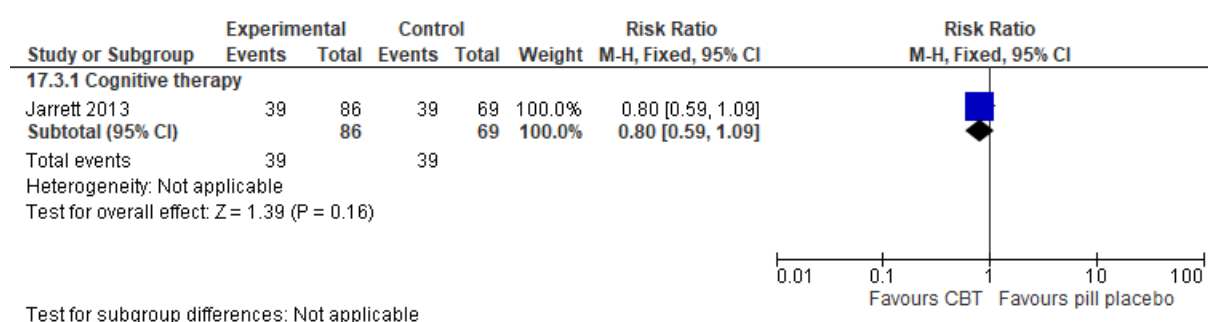 Experimental Control Risk Ratio Risk Ratio
Study or Subgroup Events Total Events Total Weight M-H, Fixed, 95% CI M-H, Fixed, 95% CI
17.3.1 Cognitive therapy
Jarrett 2013 39 86 39 69 100.0% 0.80 [0.59, 1.09]
Subtotal (95% CI) 86 69 100.0% 0.80 [0.59, 1.09]
Total events 39 39
Heterogeneity: Not applicable
Test for overall effect: Z = 1.39 (P = 0.16)
0.01 0.1 1 10 100
Favours CBT Favours pill placebo
Test for subgroup differences: Not applicable